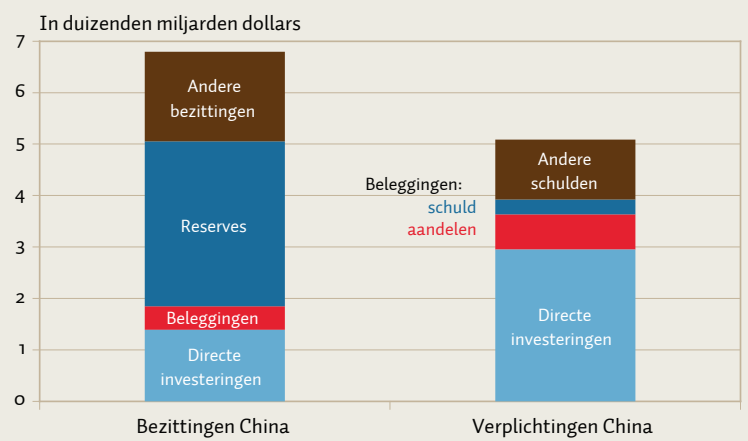 In duizenden miljarden dollars
7
6
5
4
3
2
1
0
Andere
bezittingen
Reserves
Beleggingen
Directe
investeringen
Beleggingen:
schuld
aandelen
Andere
schulden
Directe
investeringen
Bezittingen China
Verplichtingen China